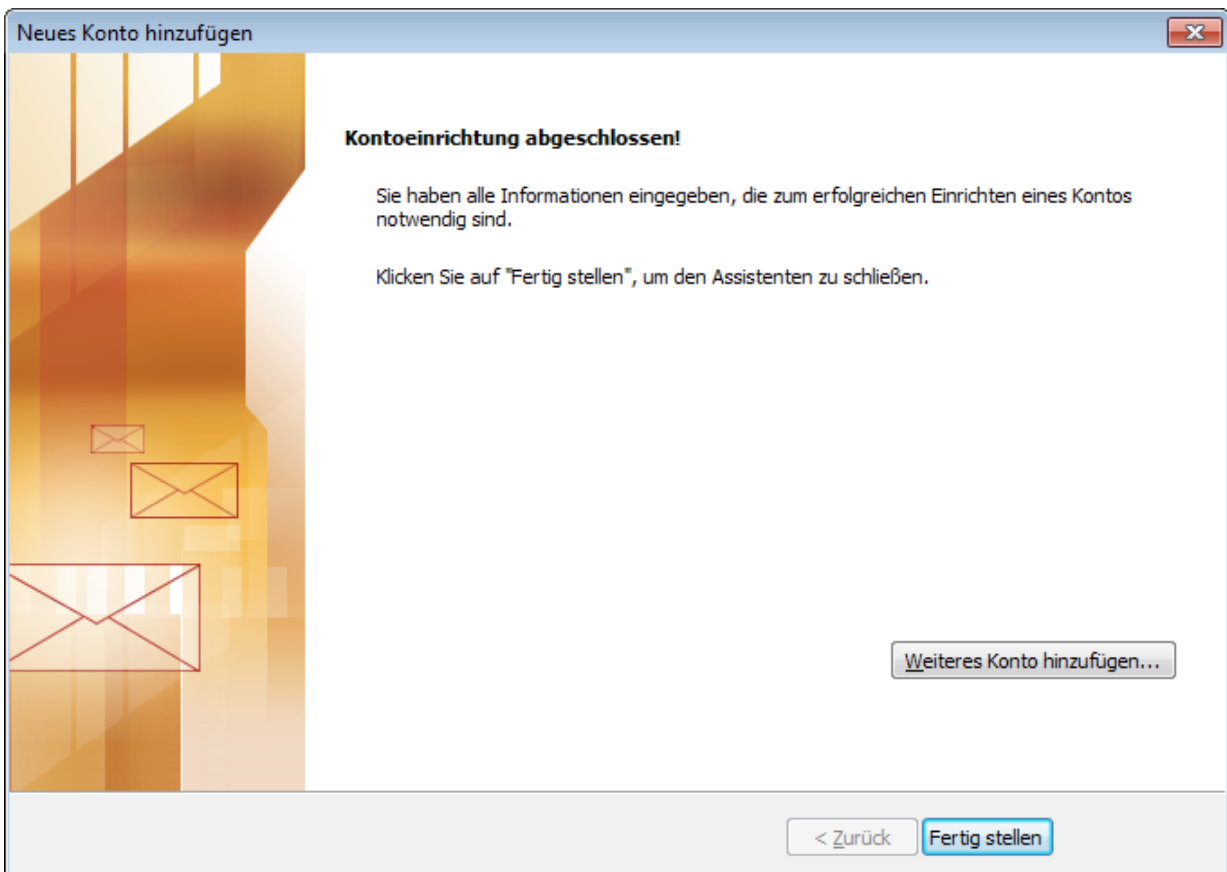 Neues Konto hinzufügen
Kontoeinrichtung abgeschlossen!
Sie haben alle Informationen eingegeben, die zum erfolgreichen Einrichten eines Kontos
notwendig sind.
Klicken Sie auf "Fertig stellen", um den Assistenten zu schließen.
Weiteres Konto hinzufügen...
< Zurück Fertig stellen